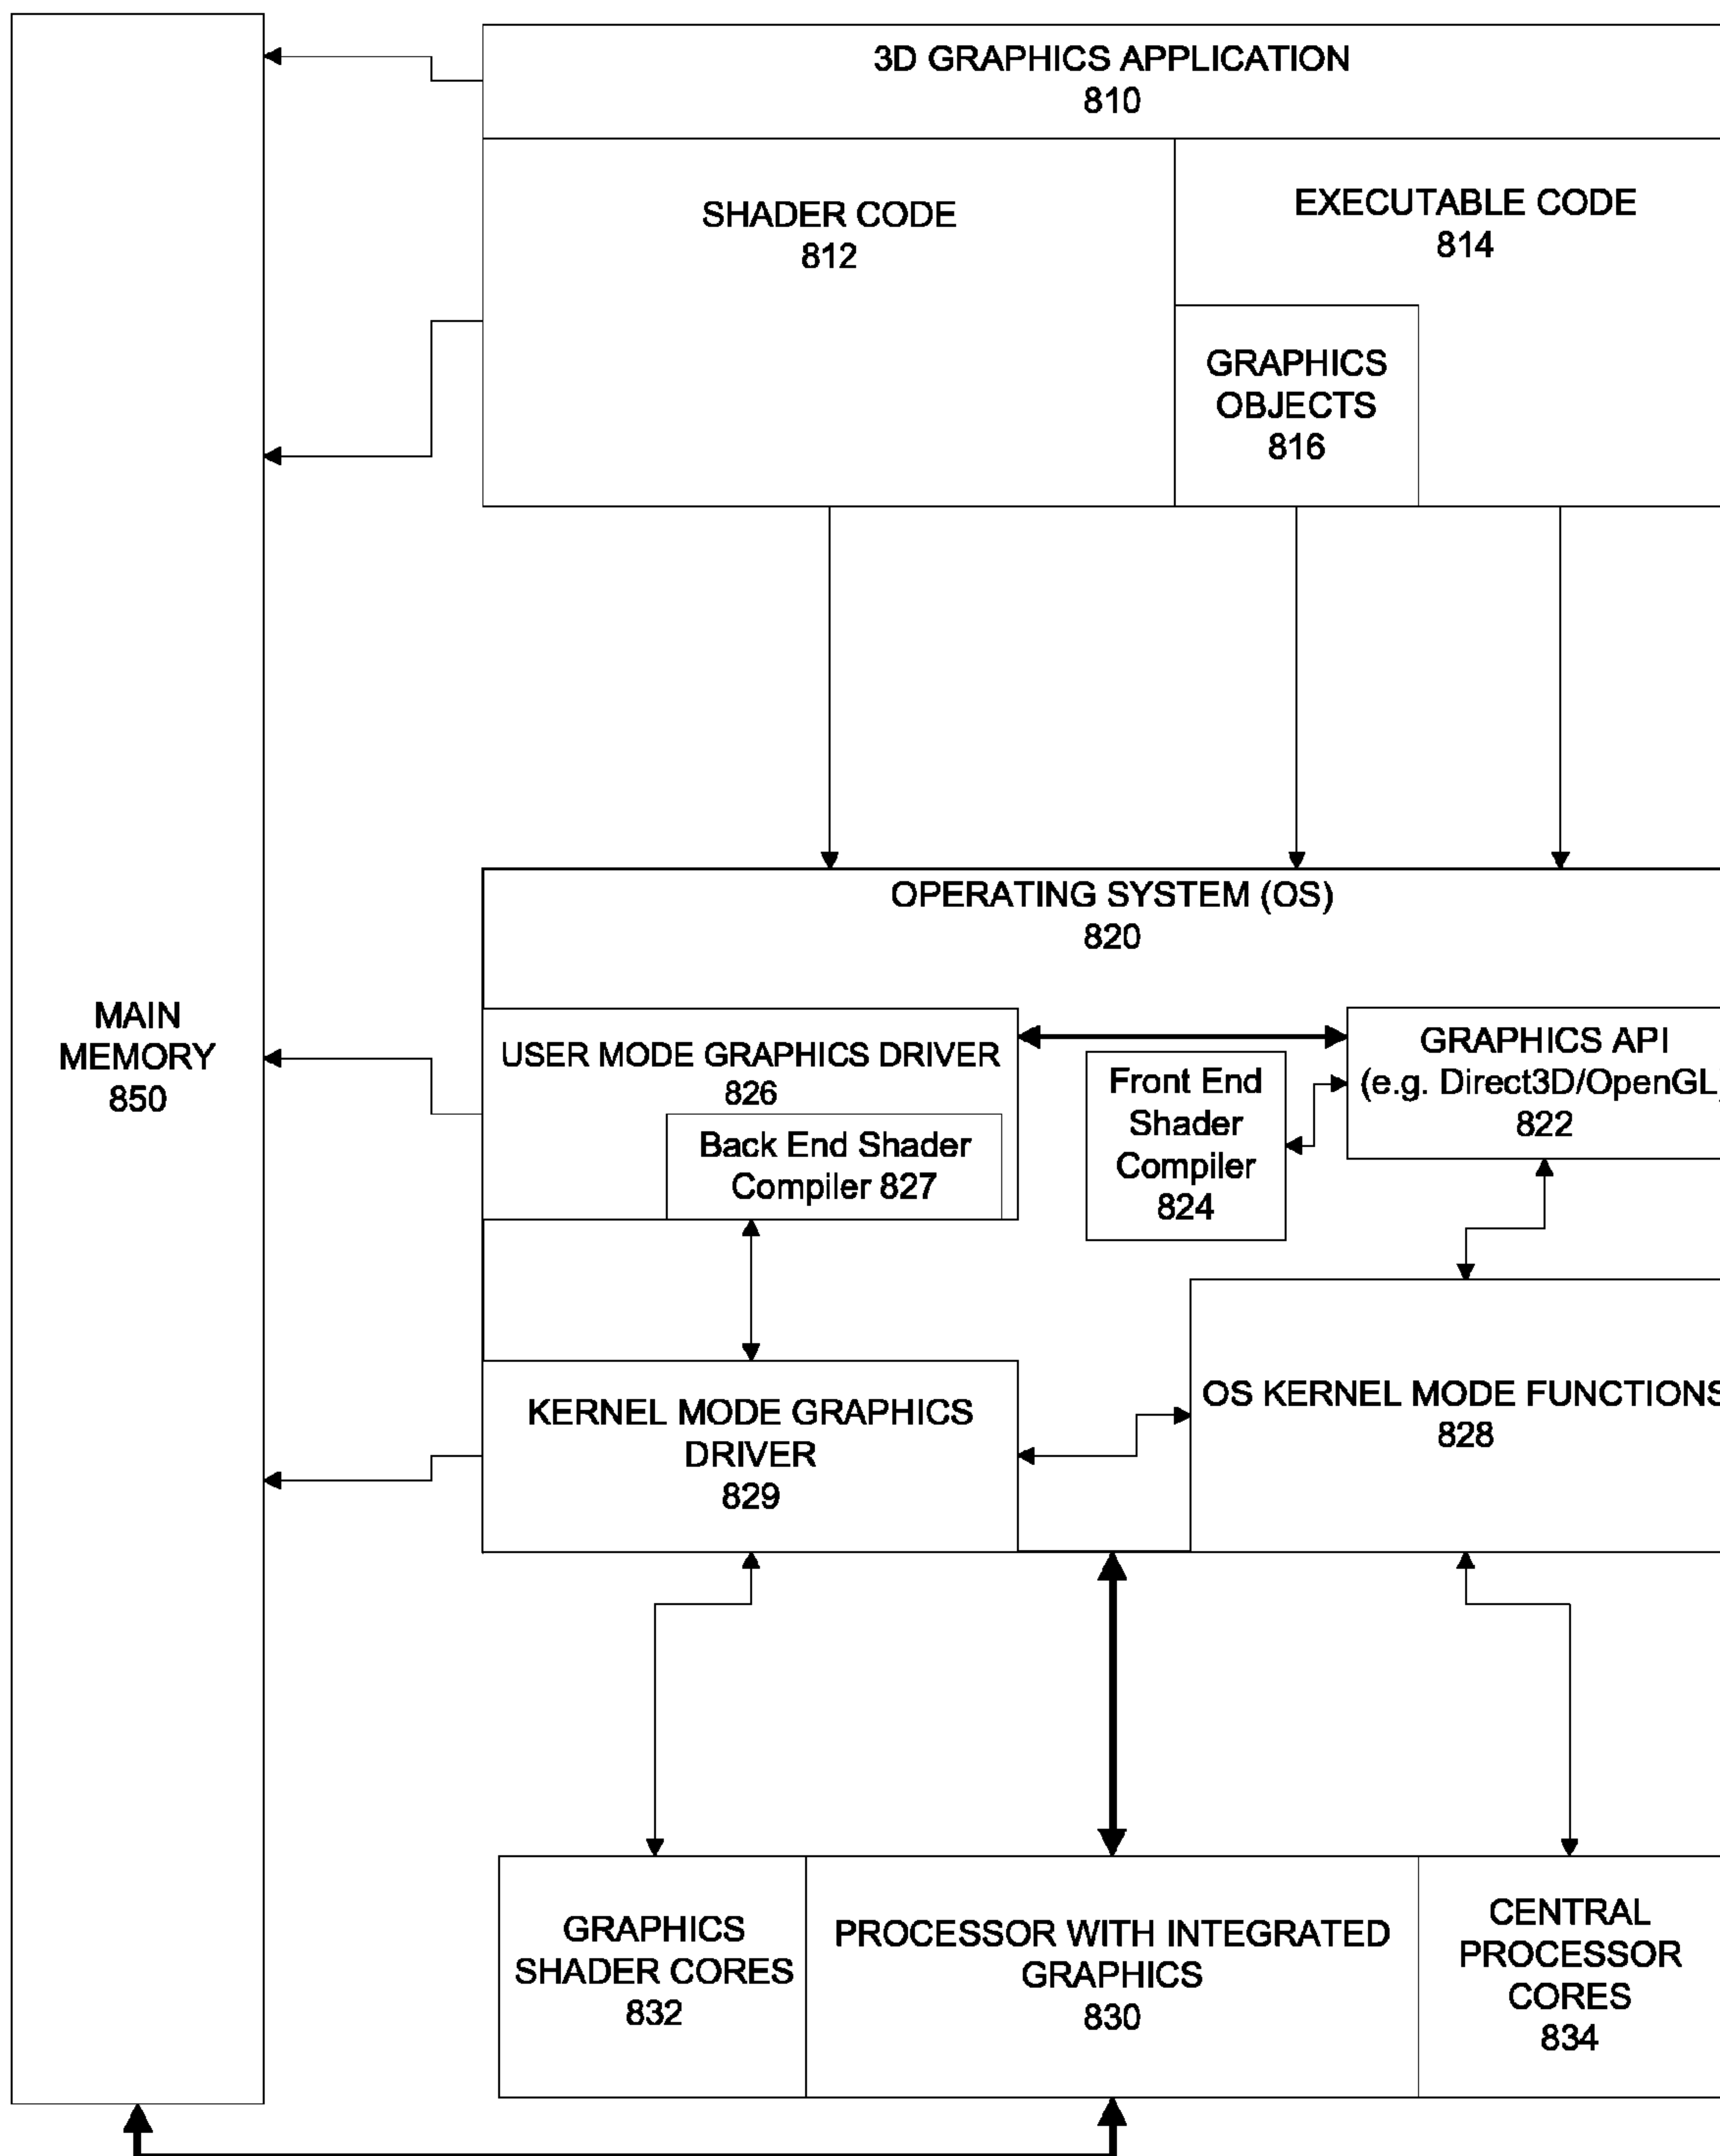 3D GRAPHICS APPLICATION
810
SHADER CODE
812
EXECUTABLE CODE
814
GRAPHICS
OBJECTS
816
OPERATING SYSTEM (OS)
820
MAIN
MEMORY
850
USER MODE GRAPHICS DRIVER
826
Back End Shader
Compiler 827
Front End
Shader
Compiler
824
GRAPHICS API
(e.g. Direct3D/OpenGL)
822
KERNEL MODE GRAPHICS
DRIVER
829
OS KERNEL MODE FUNCTIONS
828
GRAPHICS
SHADER CORES
832
PROCESSOR WITH INTEGRATED
GRAPHICS
830
CENTRAL
PROCESSOR
CORES
834